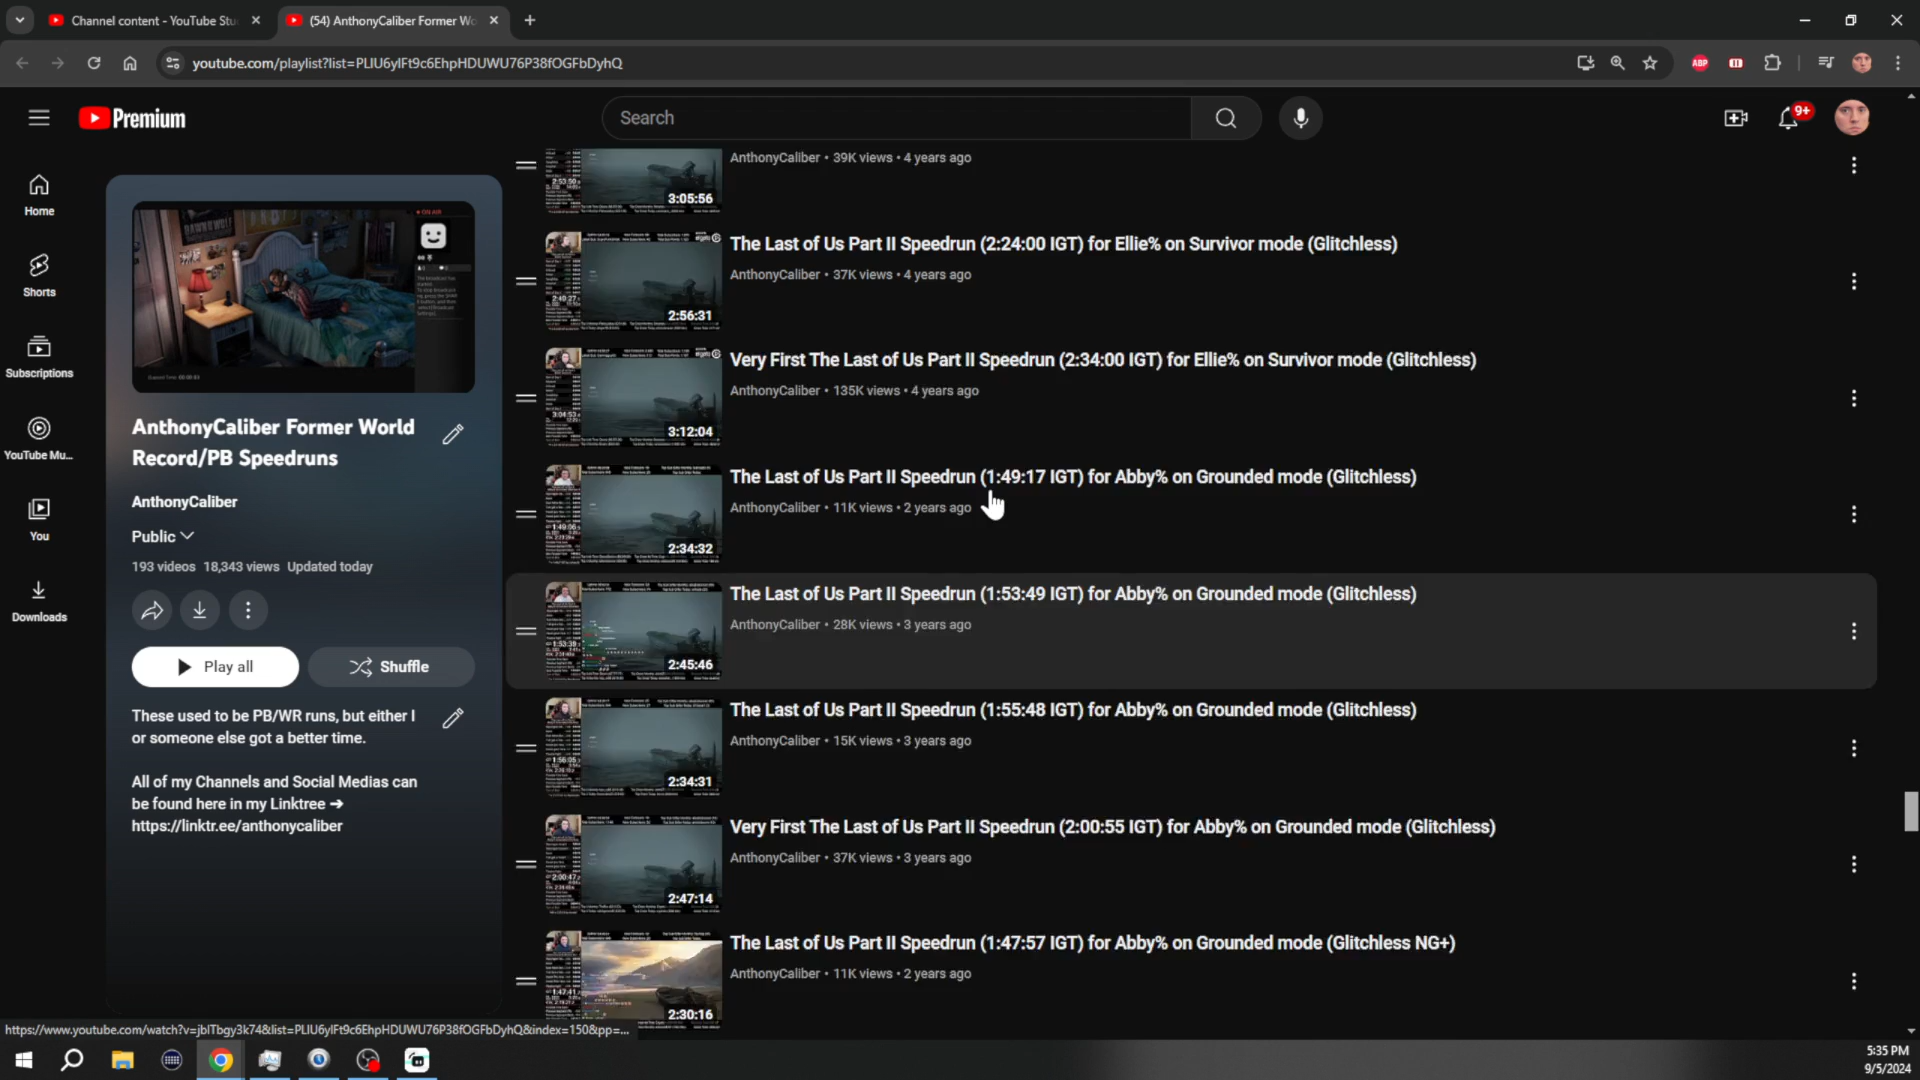 Channel content - YouTube Stu
(54) AnthonyCaliber Former Wo
youtube.com/playlist?list=PLIU6yIFt9c6EhpHDUWU76P38fOGFbDyhQ
ABP
Premium
Search
9+
Home
Shorts
Subscriptions
YouTube Mu...
You
Downloads
AnthonyCaliber Former World
Record/PB Speedruns
AnthonyCaliber
Public
193 videos 18,343 views Updated today
Play all
Shuffle
These used to be PB/WR runs, but either I
or someone else got a better time.
All of my Channels and Social Medias can
be found here in my Linktree ➔
https://linktr.ee/anthonycaliber
3:05:56
AnthonyCaliber • 39K views • 4 years ago
2:56:31
The Last of Us Part II Speedrun (2:24:00 IGT) for Ellie% on Survivor mode (Glitchless)
AnthonyCaliber • 37K views • 4 years ago
3:12:04
Very First The Last of Us Part II Speedrun (2:34:00 IGT) for Ellie% on Survivor mode (Glitchless)
AnthonyCaliber • 135K views • 4 years ago
2:34:32
The Last of Us Part II Speedrun (1:49:17 IGT) for Abby% on Grounded mode (Glitchless)
AnthonyCaliber • 11K views • 2 years ago
2:45:46
The Last of Us Part II Speedrun (1:53:49 IGT) for Abby% on Grounded mode (Glitchless)
AnthonyCaliber • 28K views • 3 years ago
2:34:31
The Last of Us Part II Speedrun (1:55:48 IGT) for Abby% on Grounded mode (Glitchless)
AnthonyCaliber • 15K views • 3 years ago
2:47:14
Very First The Last of Us Part II Speedrun (2:00:55 IGT) for Abby% on Grounded mode (Glitchless)
AnthonyCaliber • 37K views • 3 years ago
2:30:16
The Last of Us Part II Speedrun (1:47:57 IGT) for Abby% on Grounded mode (Glitchless NG+)
AnthonyCaliber • 11K views • 2 years ago
https://www.youtube.com/watch?v=jbITbgy3k74&list=PLIU6yIFt9c6EhpHDUWU76P38fOGFbDyhQ&index=150&pp=...
5:35 PM
9/5/2024